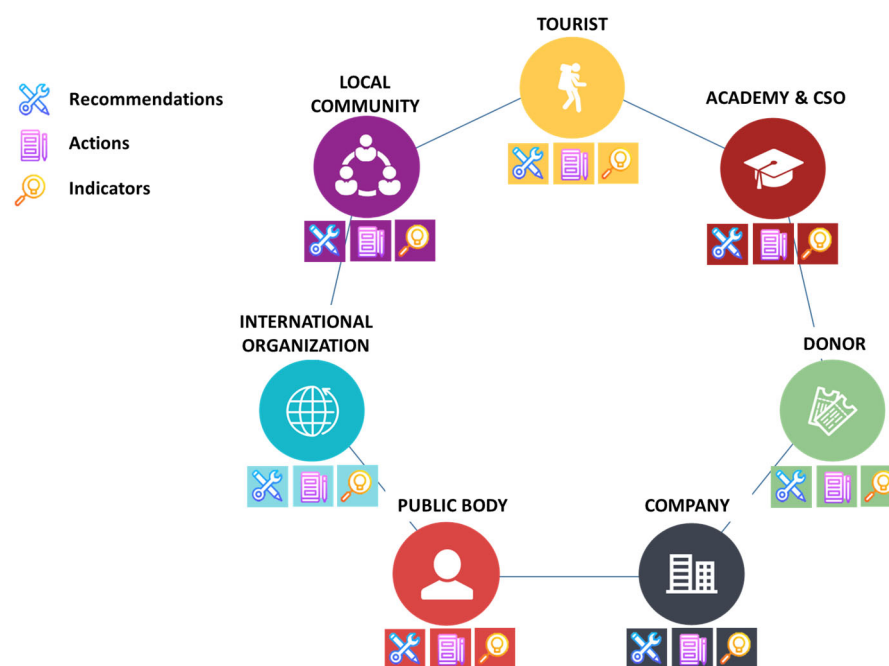 TOURIST
LOCAL
COMMUNITY
ACADEMY & CSO
Recommendations
Actions
Indicators
INTERNATIONAL
ORGANIZATION
DONOR
PUBLIC BODY
COMPANY